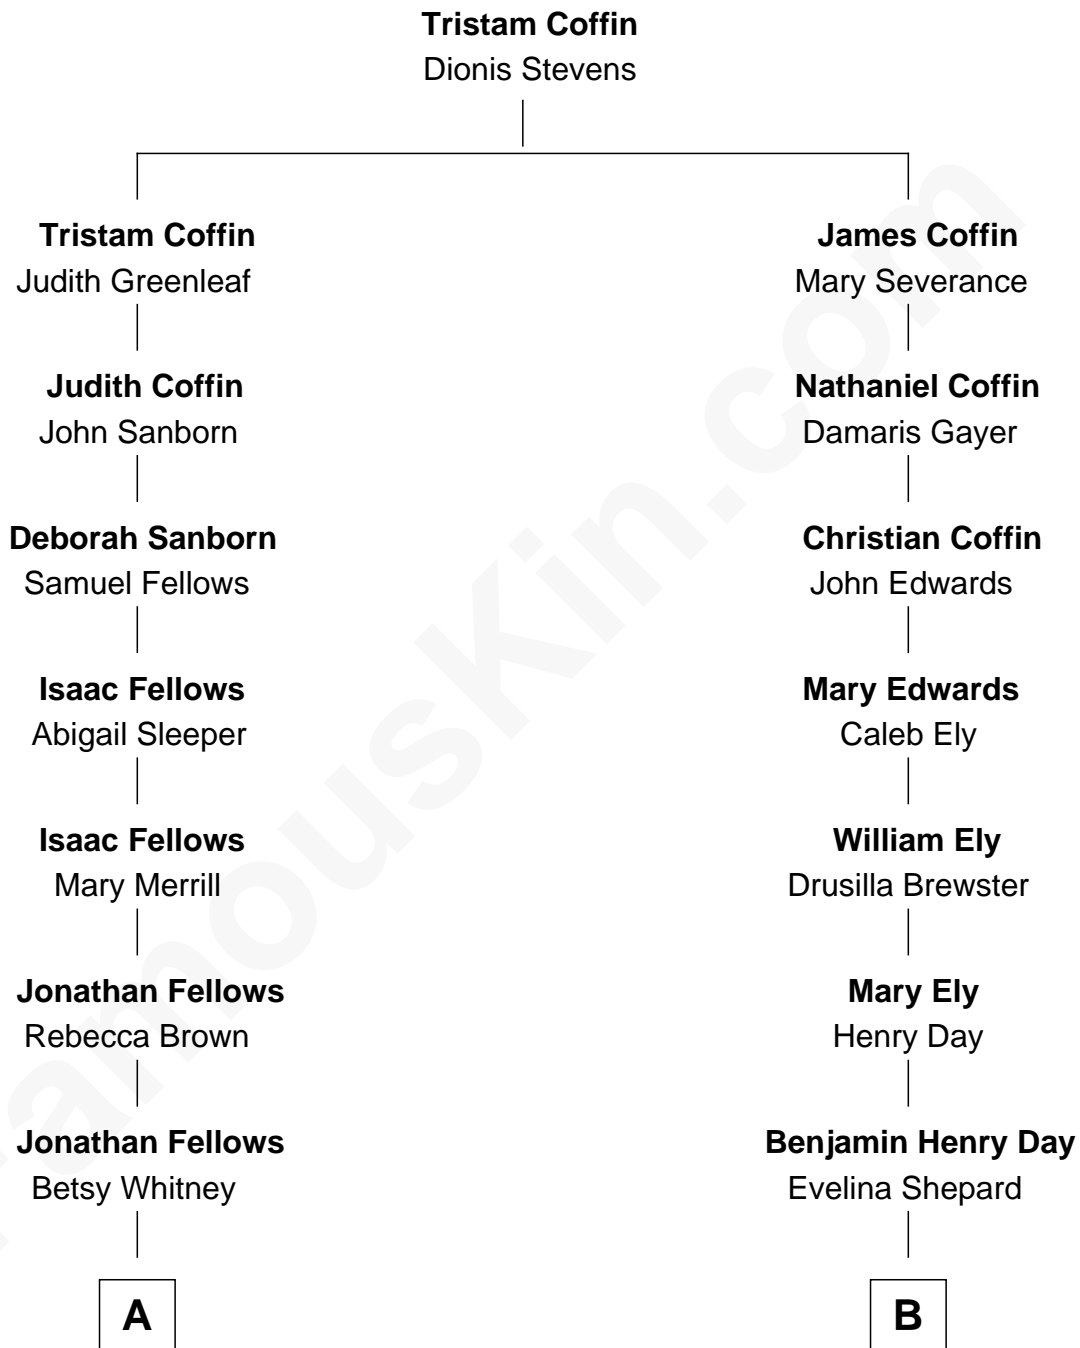 Tristam Coffin
Dionis Stevens
Tristam Coffin
Judith Greenleaf
James Coffin
Mary Severance
Judith Coffin
John Sanborn
Nathaniel Coffin
Damaris Gayer
Deborah Sanborn
Samuel Fellows
Christian Coffin
John Edwards
Isaac Fellows
Abigail Sleeper
Mary Edwards
Caleb Ely
Isaac Fellows
Mary Merrill
William Ely
Drusilla Brewster
Jonathan Fellows
Rebecca Brown
Mary Ely
Henry Day
Jonathan Fellows
Betsy Whitney
Benjamin Henry Day
Evelina Shepard
A
B
FamousKin.com